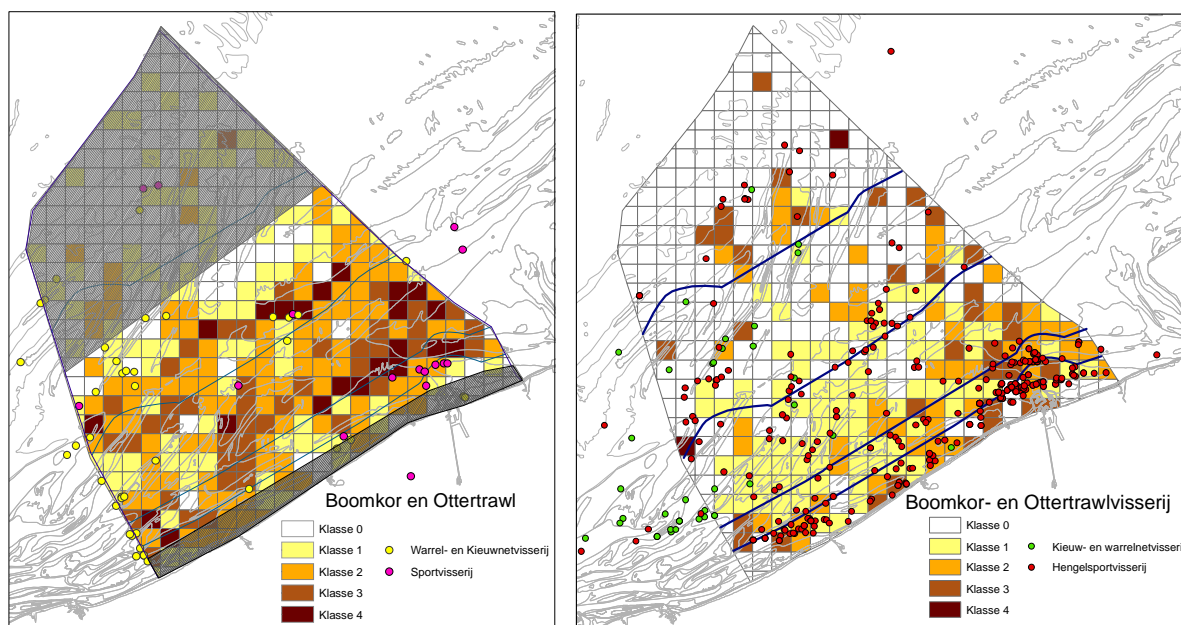 Boomkor en Ottertrawl
Klasse 0
Klasse 1
Klasse 2
Klasse 3
Klasse 4
Warrel- en Kieuwnetvisserij
Sportvisserij
Boomkor- en Ottertrawlvisserij
Klasse 0
Klasse 1
Klasse 2
Klasse 3
Klasse 4
Kieuw- en warrelnetvisserij
Hengelsportvisserij